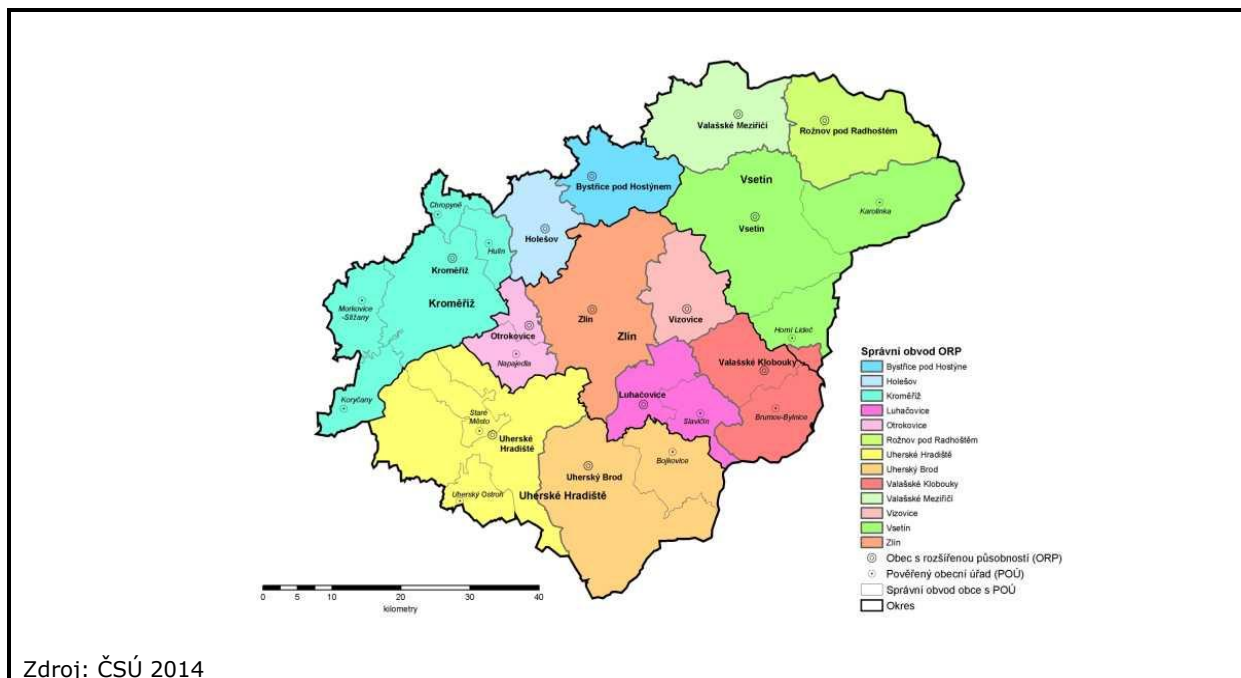 Valašské Meziříčí
Rožnov pod Radhoštěm
Bystřice pod Hostýnem
Vsetín
Chropyně
Karolinka
Holešov
Vsetín
Hulín
Kroměříž
Kroměříž
Morkovice
-Slížany
Zlín
Vizovice
Otrokovice
Zlín
Horní Lideč
Napajedla
Valašské Klobouky
Koryčany
Luhačovice
Brumov-Bylnice
Slavičín
Staré
Město
Uherské
Hradiště
Bojkovice
Uherský Brod
Uherský Ostroh
Uherské Hradiště
Správní obvod ORP
Bystřice pod Hostýne
Holešov
Kroměříž
Luhačovice
Otrokovice
Rožnov pod Radhoštěm
Uherské Hradiště
Uherský Brod
Valašské Klobouky
Valašské Meziříčí
Vizovice
Vsetín
Zlín
Obec s rozšířenou působností (ORP)
Pověřený obecní úřad (POÚ)
Správní obvod obce s POÚ
Okres
0 5 10 20 30 40
kilometry
Zdroj: ČSÚ 2014